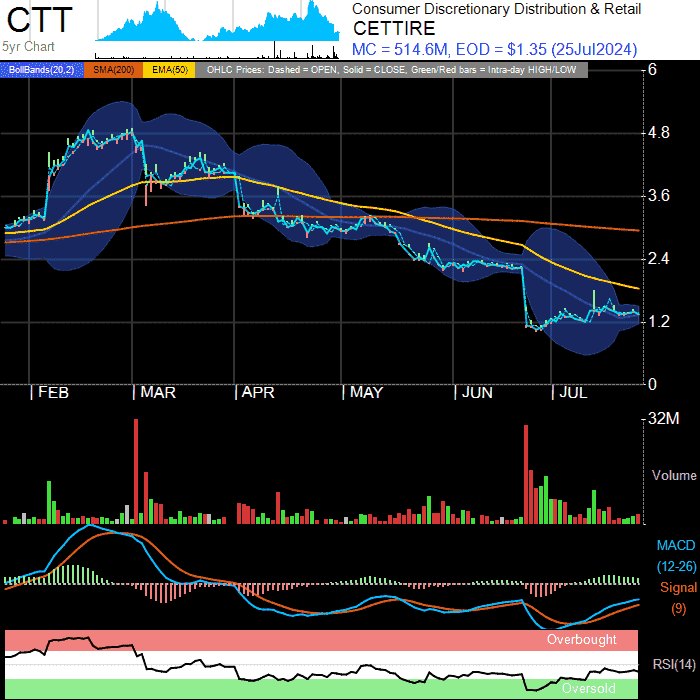 CTT
5yr Chart
Consumer Discretionary Distribution & Retail
CETTIRE
MC = 514.6M, EOD = $1.35 (25Jul2024)
BollBands(20,2) SMA(200) EMA(50) OHLC Prices: Dashed = OPEN, Solid = CLOSE, Green/Red bars = Intra-day HIGH/LOW
6
4.8
3.6
2.4
1.2
0
| FEB | MAR | APR | MAY | JUN | JUL
32M
Volume
MACD
(12-26)
Signal
(9)
Overbought
RSI(14)
Oversold